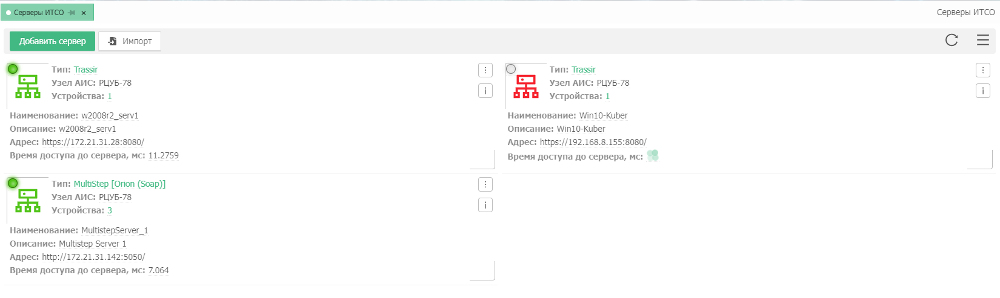 Серверы ИТСО
Серверы ИТСО
Добавить сервер
Импорт
Тип: Trassir
Узел АИС: РЦУБ-78
Устройства: 1
Наименование: w2008r2_serv1
Описание: w2008r2_serv1
Адрес: https://172.21.31.28:8080/
Время доступа до сервера, мс: 11.2759
Тип: Trassir
Узел АИС: РЦУБ-78
Устройства: 1
Наименование: Win10-Kuber
Описание: Win10-Kuber
Адрес: https://192.168.8.155:8080/
Время доступа до сервера, мс:
Тип: MultiStep [Orion (Soap)]
Узел АИС: РЦУБ-78
Устройства: 3
Наименование: MultistepServer_1
Описание: Multistep Server 1
Адрес: http://172.21.31.142:5050/
Время доступа до сервера, мс: 7.064